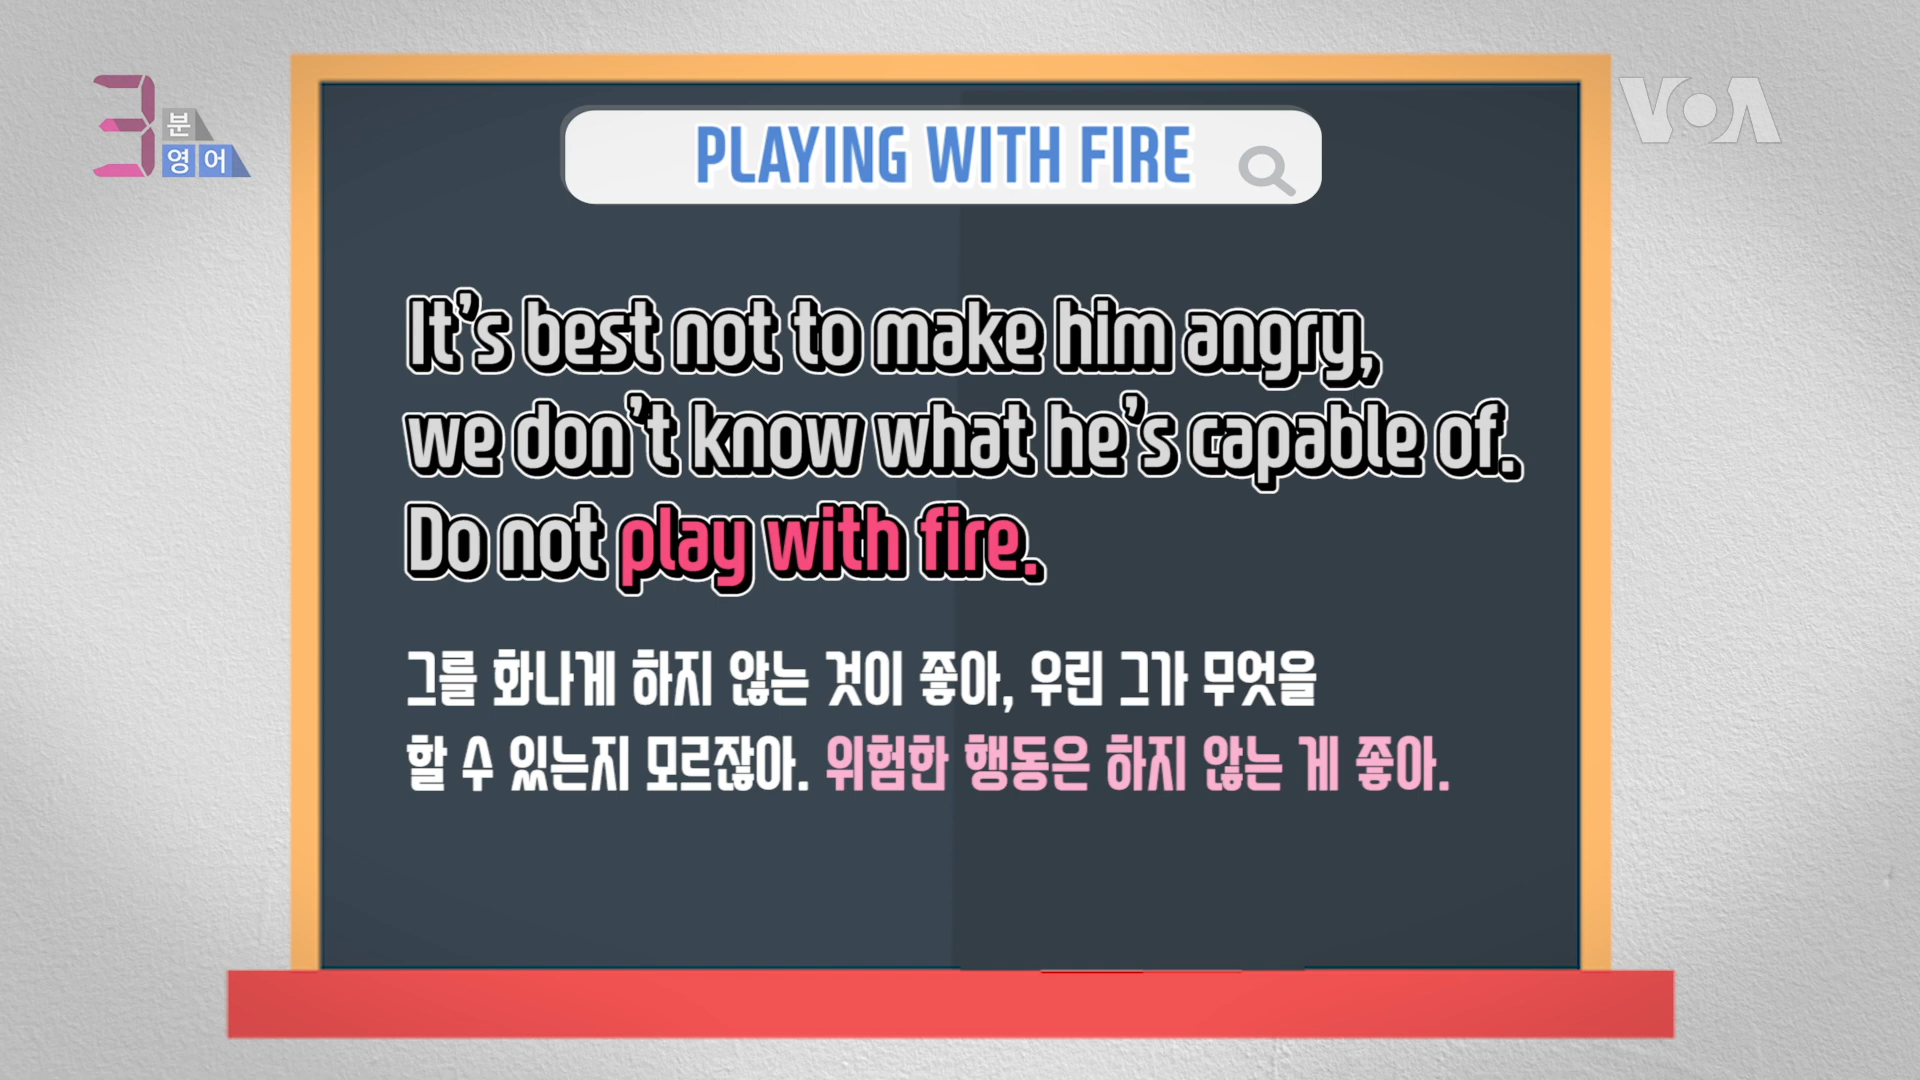 3분
영어
VOA
PLAYING WITH FIRE
It's best not to make him angry,
we don't know what he's capable of.
Do not play with fire.
그를 화나게 하지 않는 것이 좋아, 우린 그가 무엇을
할 수 있는지 모르잖아. 위험한 행동은 하지 않는 게 좋아.